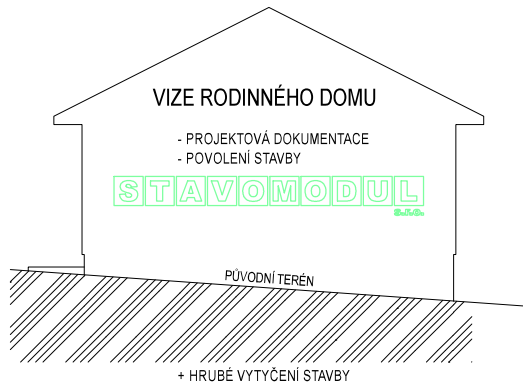 VIZE RODINNÉHO DOMU
- PROJEKTOVÁ DOKUMENTACE
- POVOLENÍ STAVBY
STAVOMODUL
PŮVODNÍ TERÉN
+ HRUBÉ VYTYČENÍ STAVBY